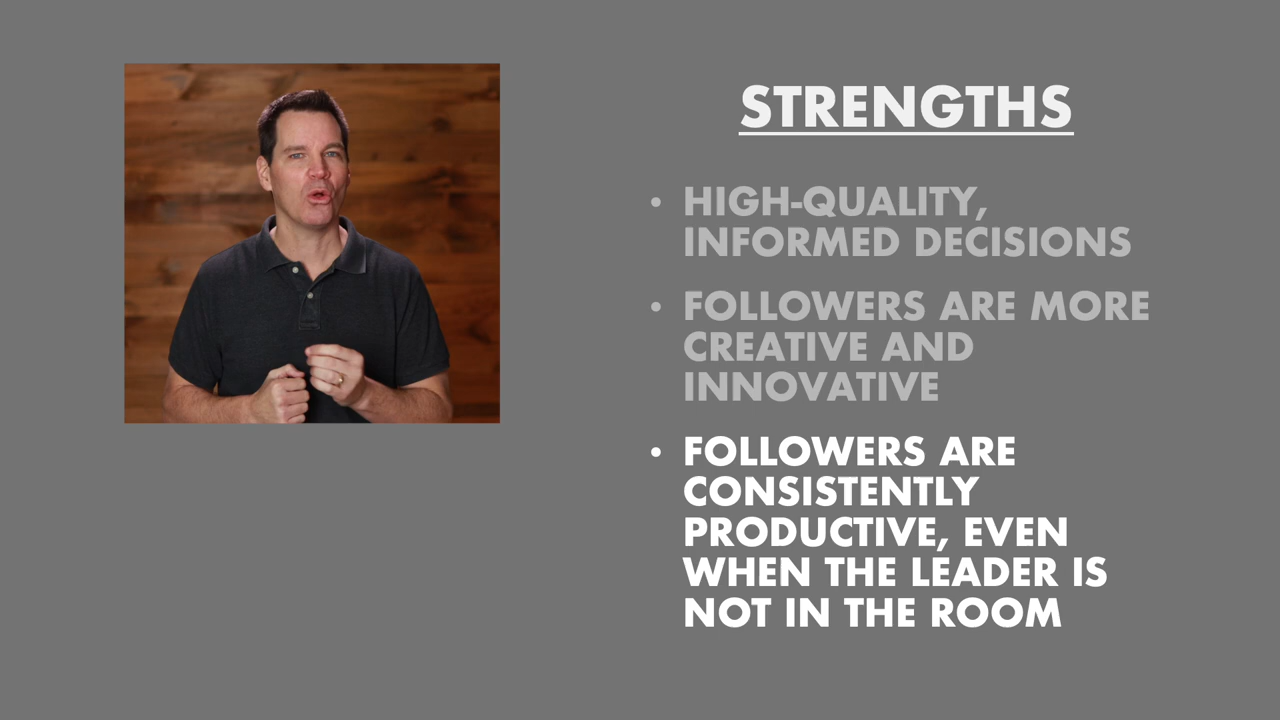 STRENGTHS
• HIGH-QUALITY,
INFORMED DECISIONS
• FOLLOWERS ARE MORE
CREATIVE AND
INNOVATIVE
• FOLLOWERS ARE
CONSISTENTLY
PRODUCTIVE, EVEN
WHEN THE LEADER IS
NOT IN THE ROOM